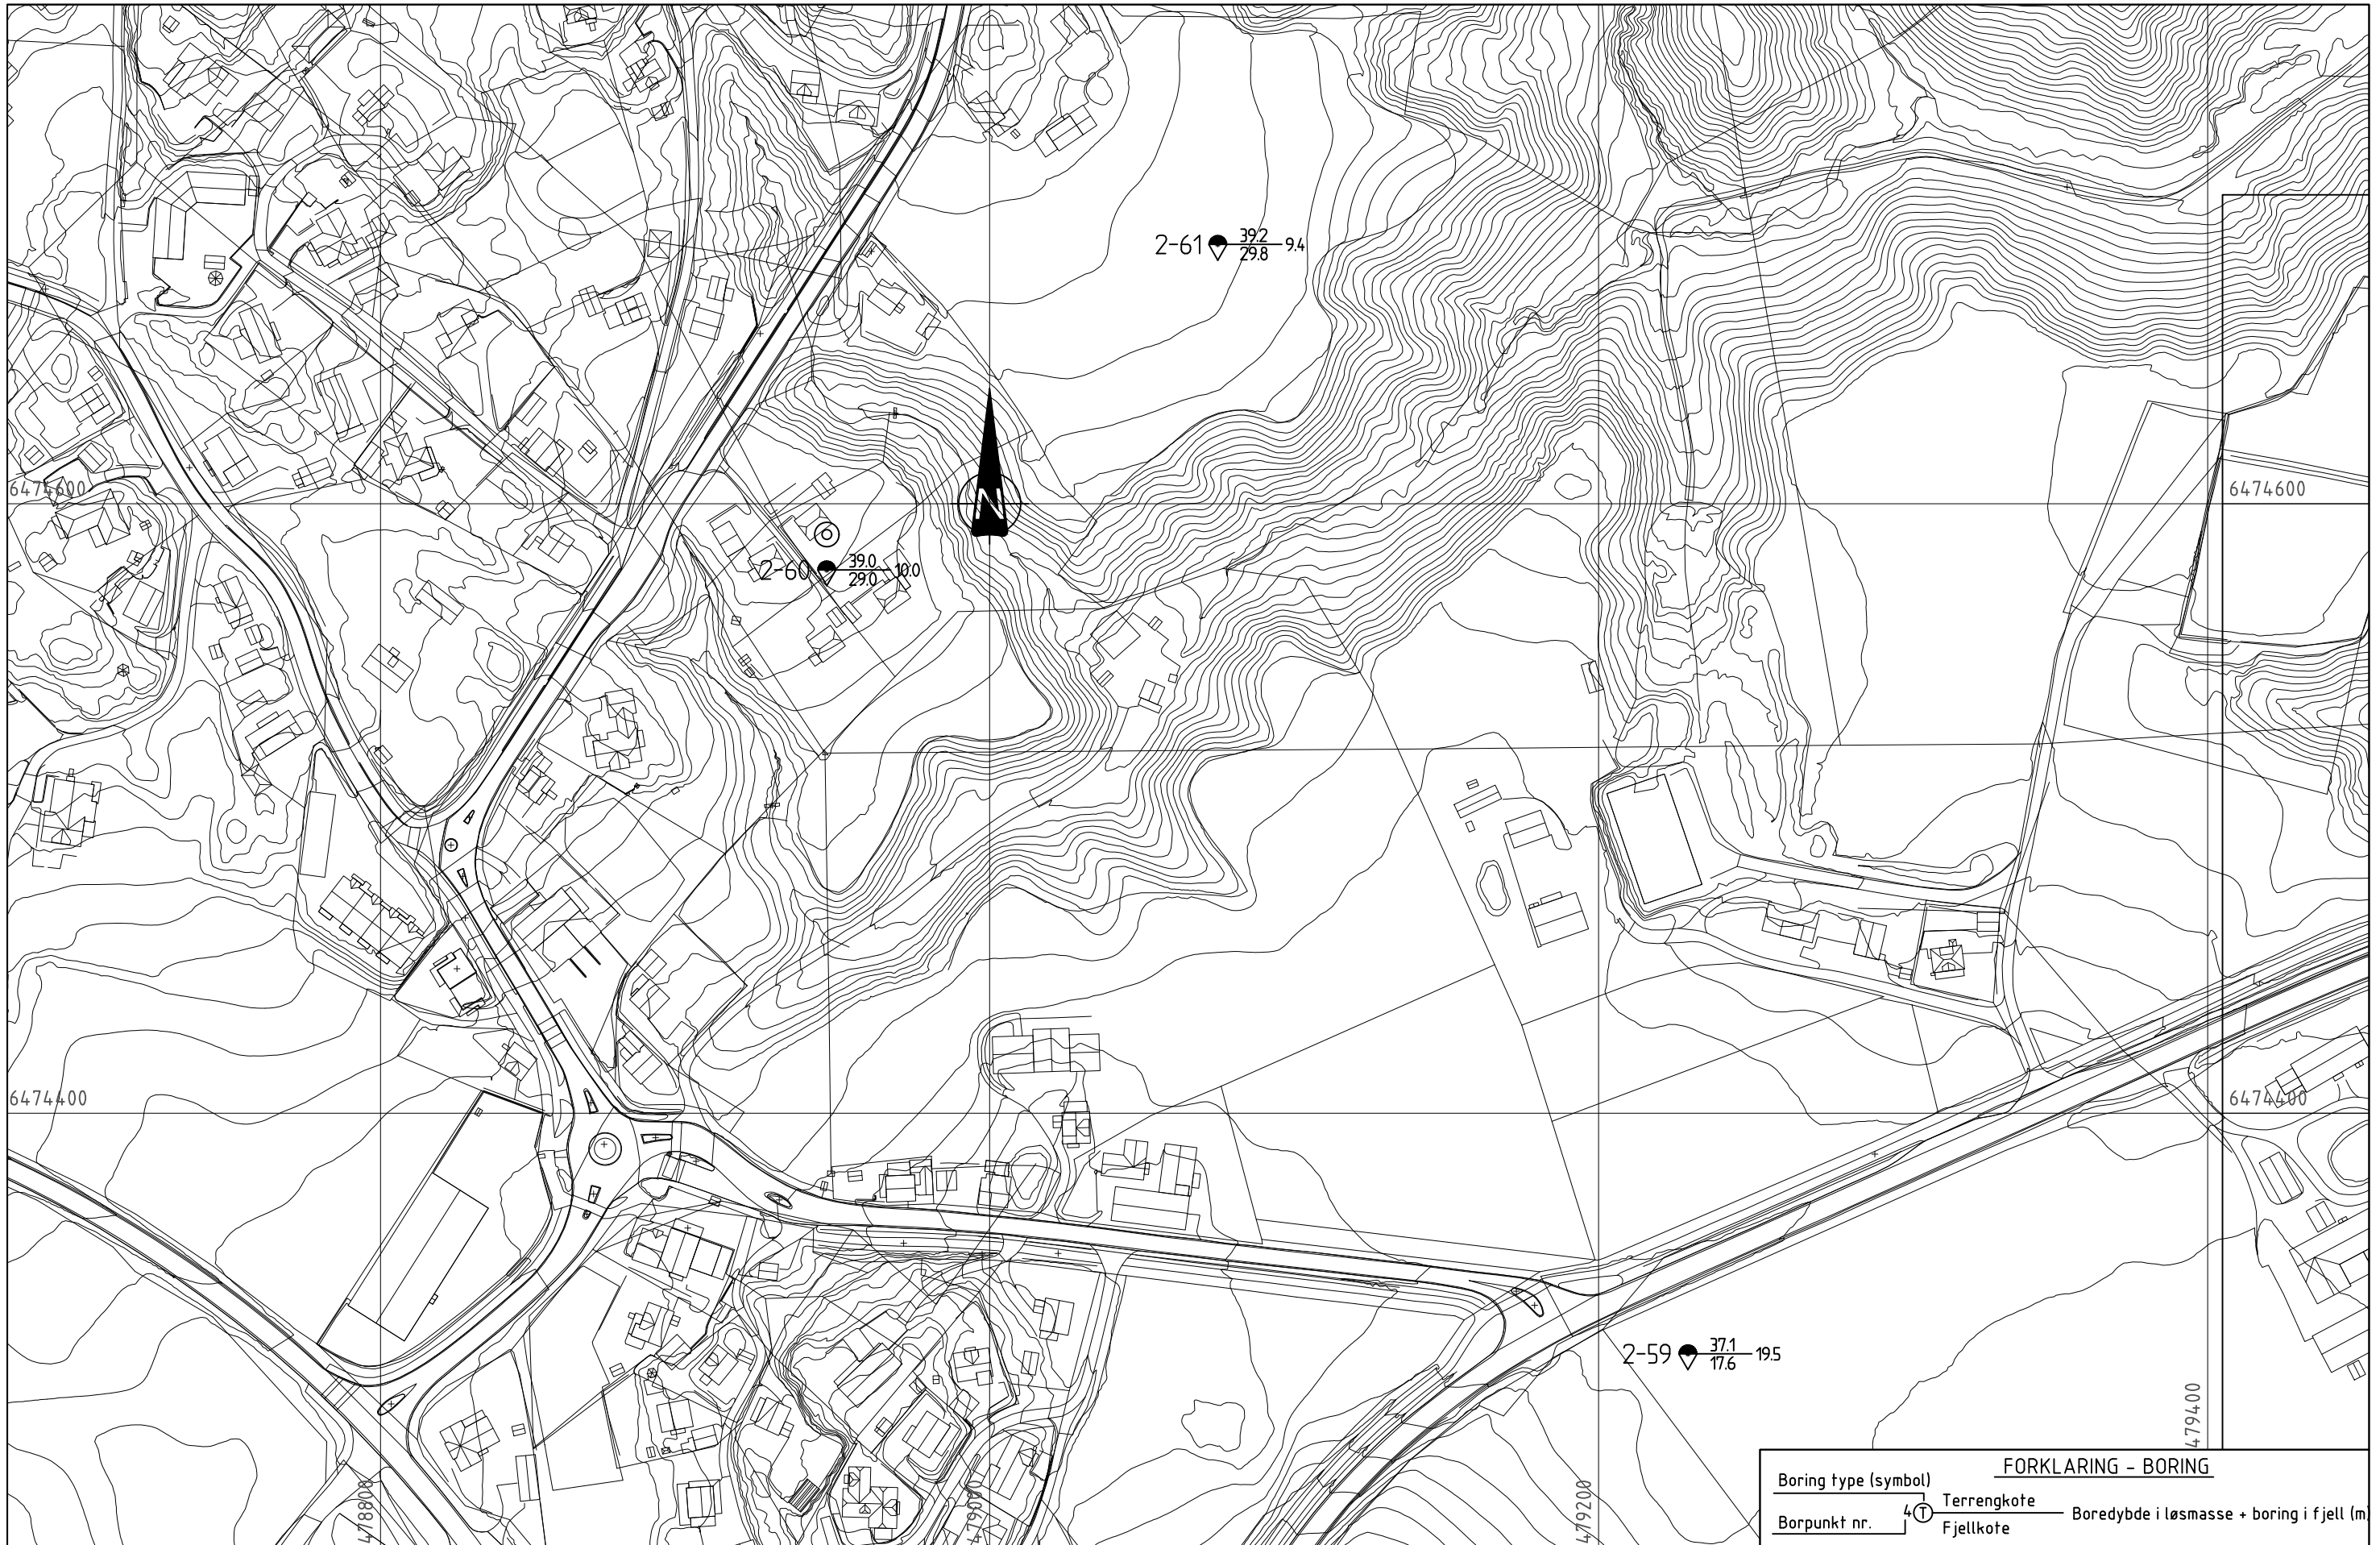 2-61 39.2 9.4
29.8
6474600
6474600
N
2-60 39.0 10.0
29.0
6474400
6474400
2-59 37.1 19.5
17.6
478800
479000
479200
479400
FORKLARING - BORING
Boring type (symbol)
Borpunkt nr.
4 T
Terrengkote
Fjellkote
Boredybde i løsmasse + boring i fjell (m